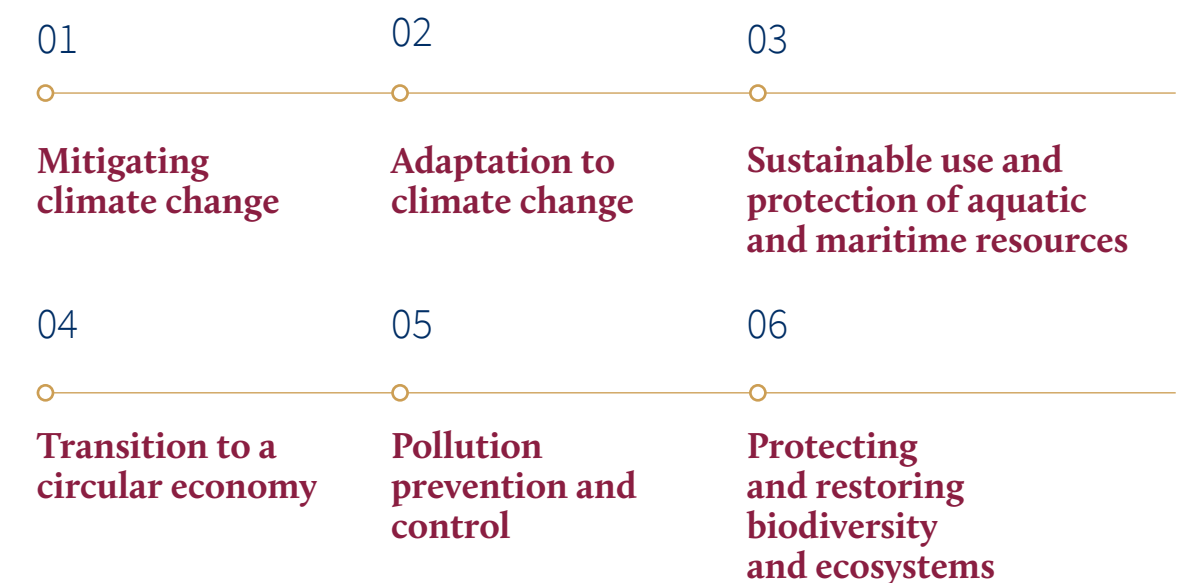 01
02
03
Mitigating
climate change
Adaptation to
climate change
Sustainable use and
protection of aquatic
and maritime resources
04
05
06
Transition to a
circular economy
Pollution
prevention and
control
Protecting
and restoring
biodiversity
and ecosystems